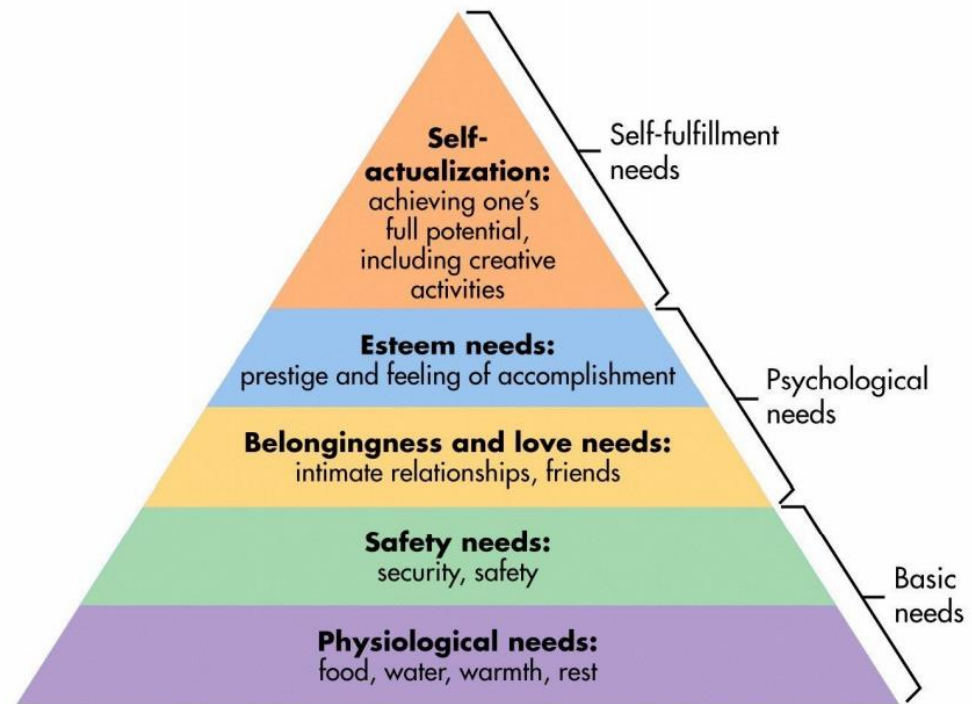 Self-
actualization:
achieving one's
full potential,
including creative
activities
Self-fulfillment
needs
Esteem needs:
prestige and feeling of accomplishment
Psychological
needs
Belongingness and love needs:
intimate relationships, friends
Safety needs:
security, safety
Basic
needs
Physiological needs:
food, water, warmth, rest